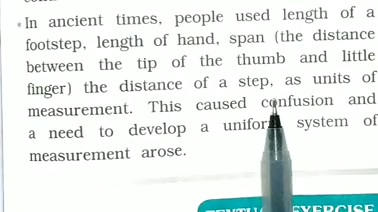 In ancient times, people used length of a
footstep, length of hand, span (the distance
between the tip of the thumb and little
finger) the distance of a step, as units of
measurement. This caused confusion and
a need to develop a uniform system of
measurement arose.
EXERCISE